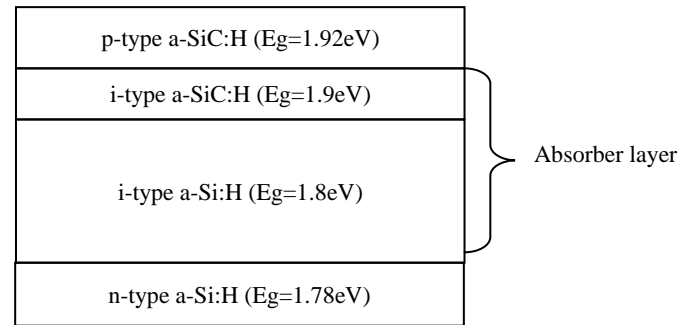 p-type a-SiC:H (Eg=1.92eV)
i-type a-SiC:H (Eg=1.9eV)
Absorber layer
i-type a-Si:H (Eg=1.8eV)
n-type a-Si:H (Eg=1.78eV)